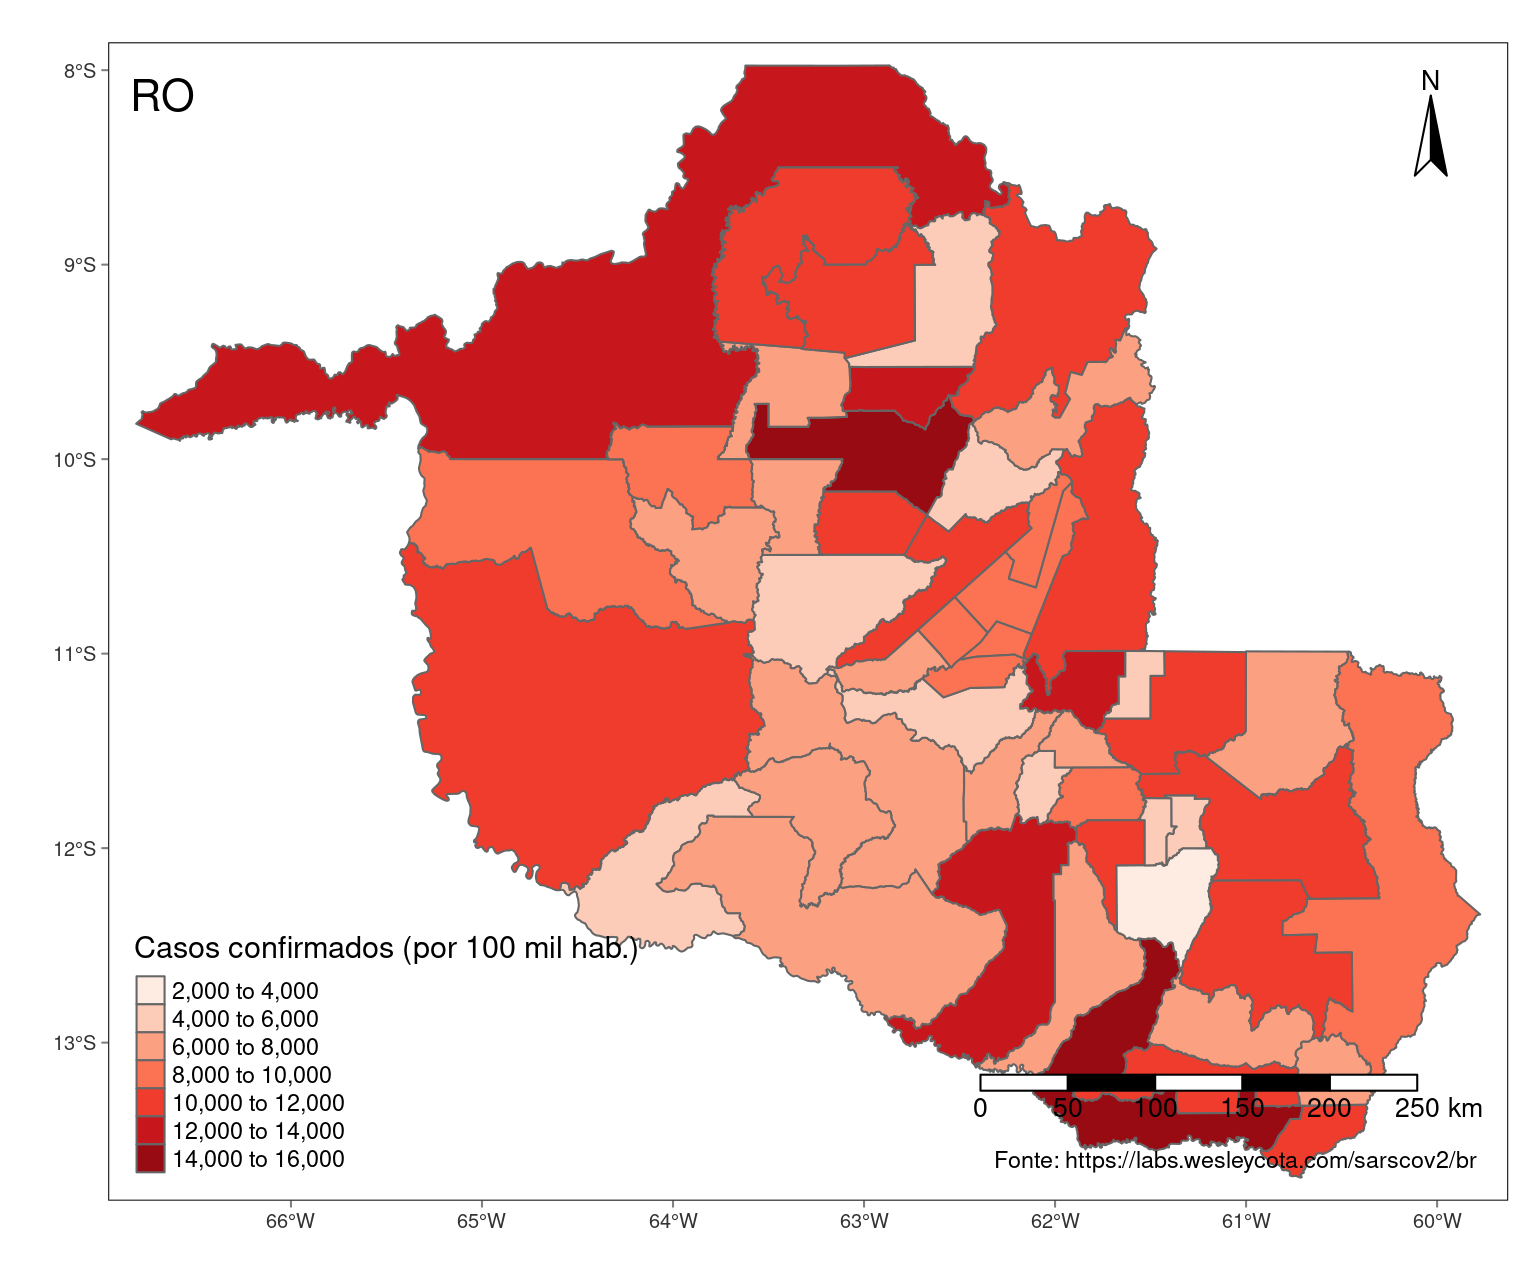 RO
N
8°S
9°S
10°S
11°S
12°S
13°S
Casos confirmados (por 100 mil hab.)
2,000 to 4,000
4,000 to 6,000
6,000 to 8,000
8,000 to 10,000
10,000 to 12,000
12,000 to 14,000
14,000 to 16,000
0 50 100 150 200 250 km
Fonte: https://labs.wesleycota.com/sarscov2/br
66°W 65°W 64°W 63°W 62°W 61°W 60°W